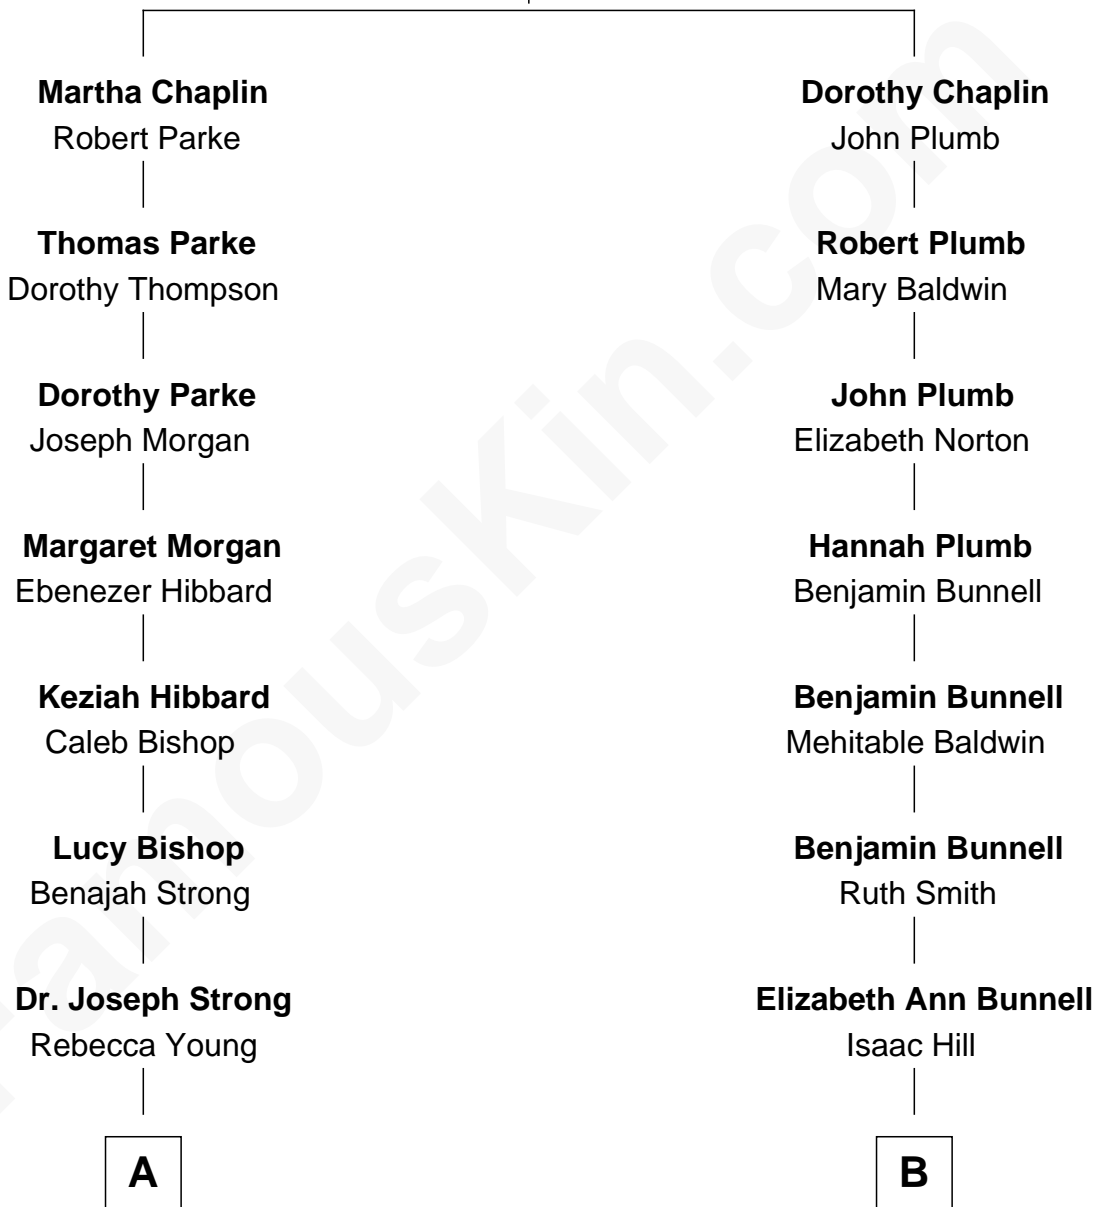 Martha Chaplin
Robert Parke
Thomas Parke
Dorothy Thompson
Dorothy Parke
Joseph Morgan
Margaret Morgan
Ebenezer Hibbard
Keziah Hibbard
Caleb Bishop
Lucy Bishop
Benajah Strong
Dr. Joseph Strong
Rebecca Young
A
Dorothy Chaplin
John Plumb
Robert Plumb
Mary Baldwin
John Plumb
Elizabeth Norton
Hannah Plumb
Benjamin Bunnell
Benjamin Bunnell
Mehitable Baldwin
Benjamin Bunnell
Ruth Smith
Elizabeth Ann Bunnell
Isaac Hill
B
FamousKin.com